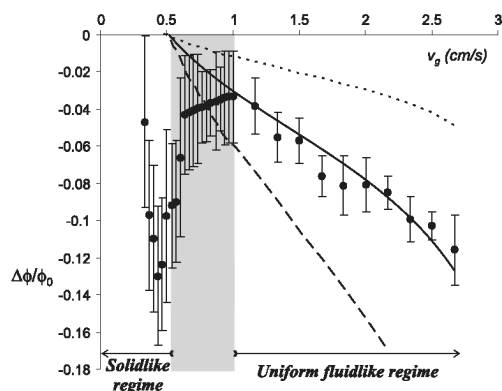 0 0.5 1 1.5 2 2.5 3
v_g (cm/s)
0
-0.02
-0.04
-0.06
-0.08
-0.1
-0.12
-0.14
-0.16
-0.18
Δϕ/ϕ₀
Solidlike
regime
Uniform fluidlike regime